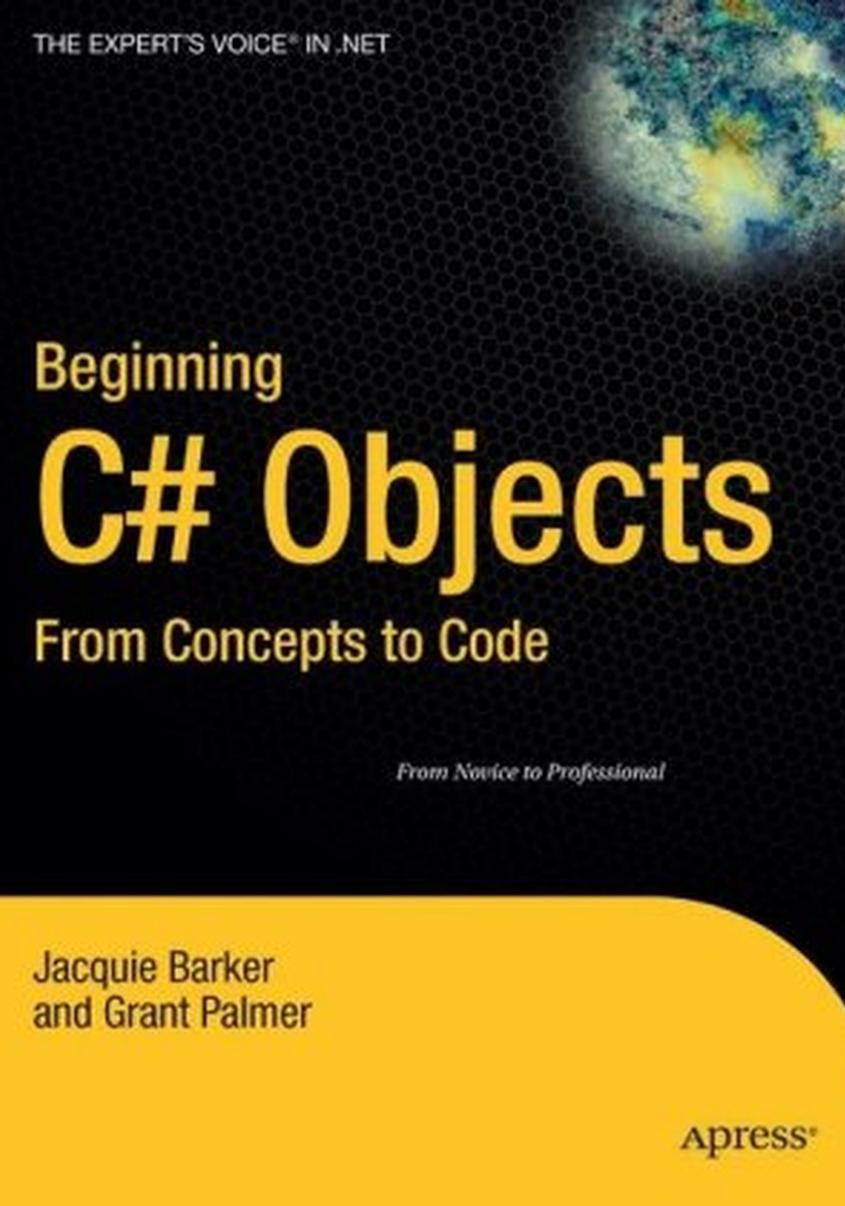 THE EXPERT'S VOICE® IN .NET
Beginning
C# Objects
From Concepts to Code
From Novice to Professional
Jacquie Barker
and Grant Palmer
Apress®